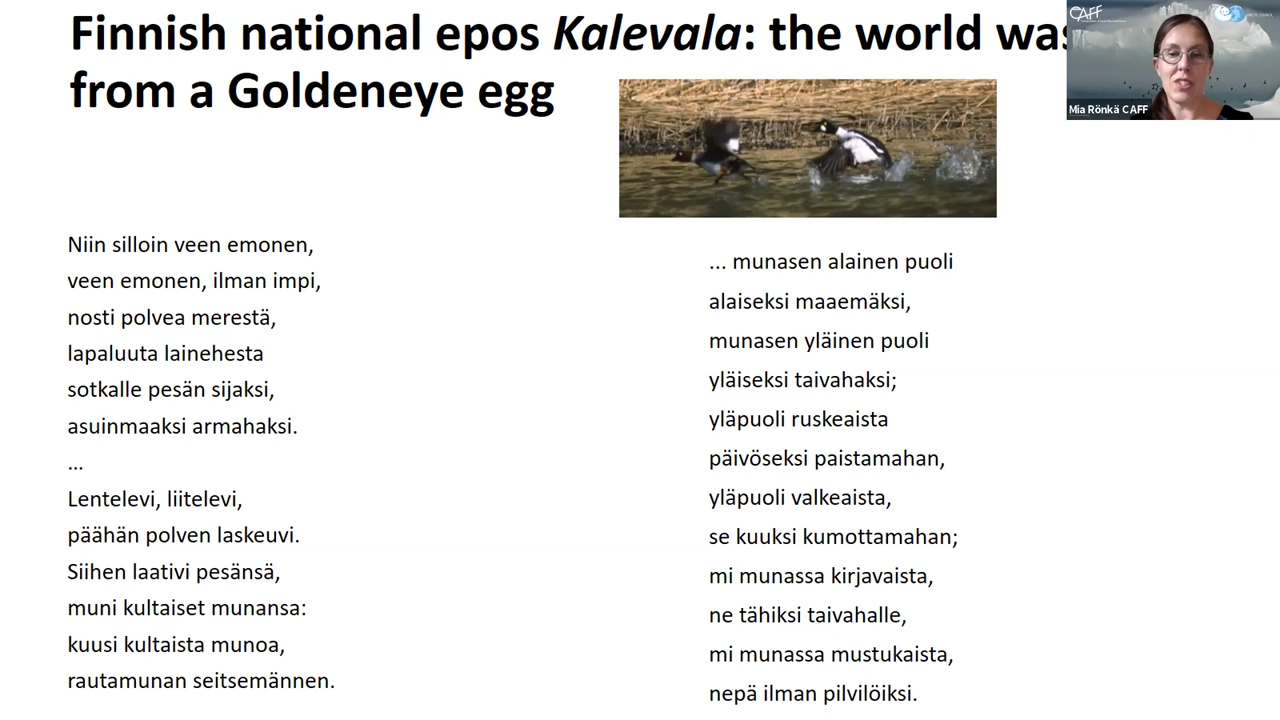 Finnish national epos Kalevala: the world was
from a Goldeneye egg
CAFF
Mia Rönkä CAFF
Niin silloin veen emonen,
veen emonen, ilman impi,
nosti polvea merestä,
lapaluuta lainehesta
sotkalle pesän sijaksi,
asuinmaaksi armahaksi.
...
Lentelevi, liitelevi,
päähän polven laskeuvi.
Siihen laativi pesänsä,
muni kultaiset munansa:
kuusi kultaista munoa,
rautamunan seitsemännen.
... munasen alainen puoli
alaiseksi maaemäksi,
munasen yläinen puoli
yläiseksi taivahaksi;
yläpuoli ruskeaista
päivöseksi paistamahan,
yläpuoli valkeaista,
se kuuksi kumottamahan;
mi munassa kirjavaista,
ne tähiksi taivahalle,
mi munassa mustukaista,
nepä ilman pilvilöiksi.